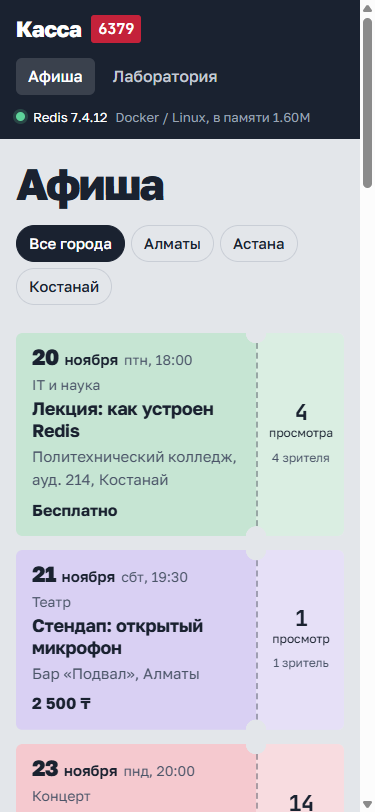 Касса 6379
Афиша Лаборатория
Redis 7.4.12 Docker / Linux, в памяти 1.60M
Афиша
Все города Алматы Астана
Костанай
20 ноября птн, 18:00
IT и наука
Лекция: как устроен
Redis
Политехнический колледж,
ауд. 214, Костанай
Бесплатно
4
просмотра
4 зрителя
21 ноября сбт, 19:30
Театр
Стендап: открытый
микрофон
Бар «Подвал», Алматы
2 500 ₸
1
просмотр
1 зритель
23 ноября пнд, 20:00
Концерт
14